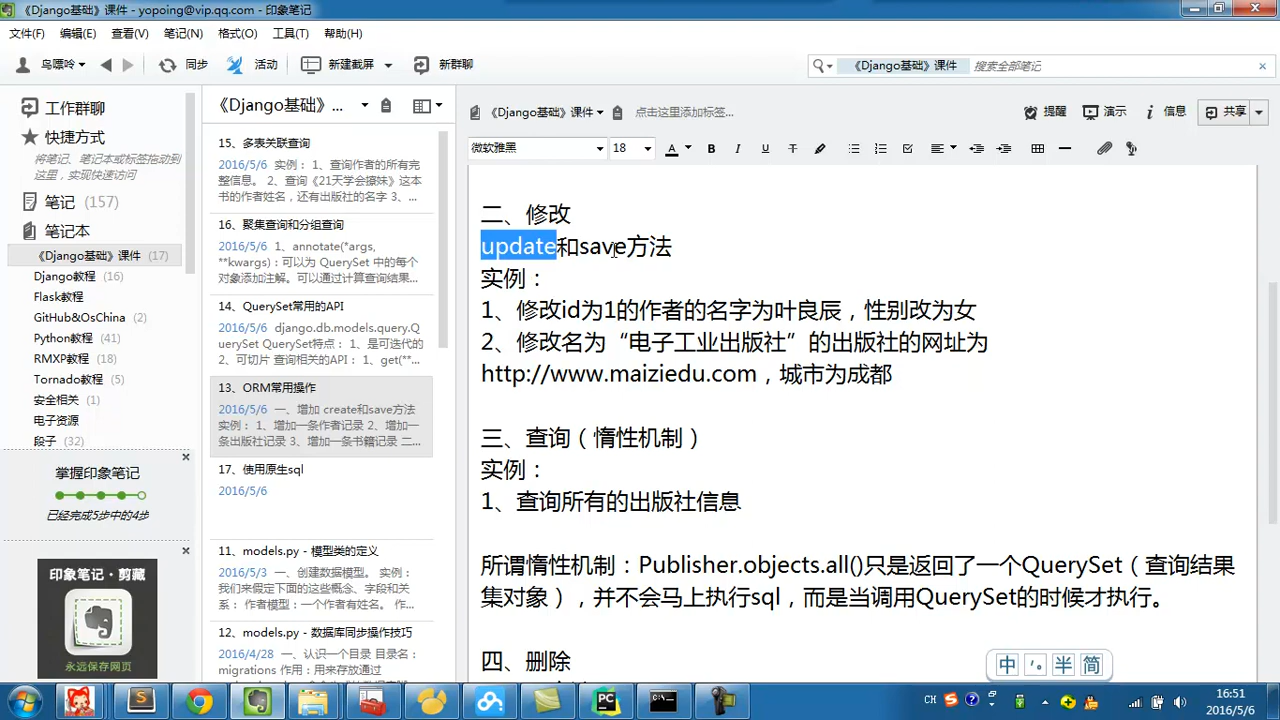 《Django基础》课件 - yopoing@vip.qq.com - 印象笔记
文件(F) 编辑(E) 查看(V) 笔记(N) 格式(O) 工具(T) 帮助(H)
鸟嘌呤 同步 活动 新建截屏 新群聊 《Django基础》课件 搜索全部笔记
工作群聊
快捷方式
将笔记、笔记本或标签拖动到
这里，实现快速访问
笔记 (157)
笔记本
《Django基础》课件 (17)
Django教程 (16)
Flask教程
GitHub&OsChina (2)
Python教程 (41)
RMXP教程 (18)
Tornado教程 (5)
安全相关 (1)
电子资源
段子 (32)
掌握印象笔记
已经完成5步中的4步
印象笔记·剪藏
永远保存网页
《Django基础》...
15、多表关联查询
2016/5/6 实例： 1、查询作者的所有完
整信息。 2、查询《21天学会撩妹》这本
书的作者姓名，还有出版社的名字 3、...
16、聚集查询和分组查询
2016/5/6 1、annotate(*args,
**kwargs)：可以为 QuerySet 中的每个
对象添加注解。可以通过计算查询结果...
14、QuerySet常用的API
2016/5/6 django.db.models.query.Q
uerySet QuerySet特点： 1、是可迭代的
2、可切片 查询相关的API： 1、get(**...
13、ORM常用操作
2016/5/6 一、增加 create和save方法
实例： 1、增加一条作者记录 2、增加一
条出版社记录 3、增加一条书籍记录 二...
17、使用原生sql
2016/5/6
11、models.py - 模型类的定义
2016/5/3 一、创建数据模型。 实例：
我们来假定下面的这些概念、字段和关
系： 作者模型：一个作者有姓名。 作...
12、models.py - 数据库同步操作技巧
2016/4/28 一、认识一个目录 目录名：
migrations 作用：用来存放通过
《Django基础》课件 点击这里添加标签... 提醒 演示 信息 共享
微软雅黑 18
二、修改
update和save方法
实例：
1、修改id为1的作者的名字为叶良辰，性别改为女
2、修改名为“电子工业出版社”的出版社的网址为
http://www.maiziedu.com，城市为成都
三、查询（惰性机制）
实例：
1、查询所有的出版社信息
所谓惰性机制：Publisher.objects.all()只是返回了一个QuerySet（查询结果
集对象），并不会马上执行sql，而是当调用QuerySet的时候才执行。
四、删除
中 半 简
CH 16:51
2016/5/6